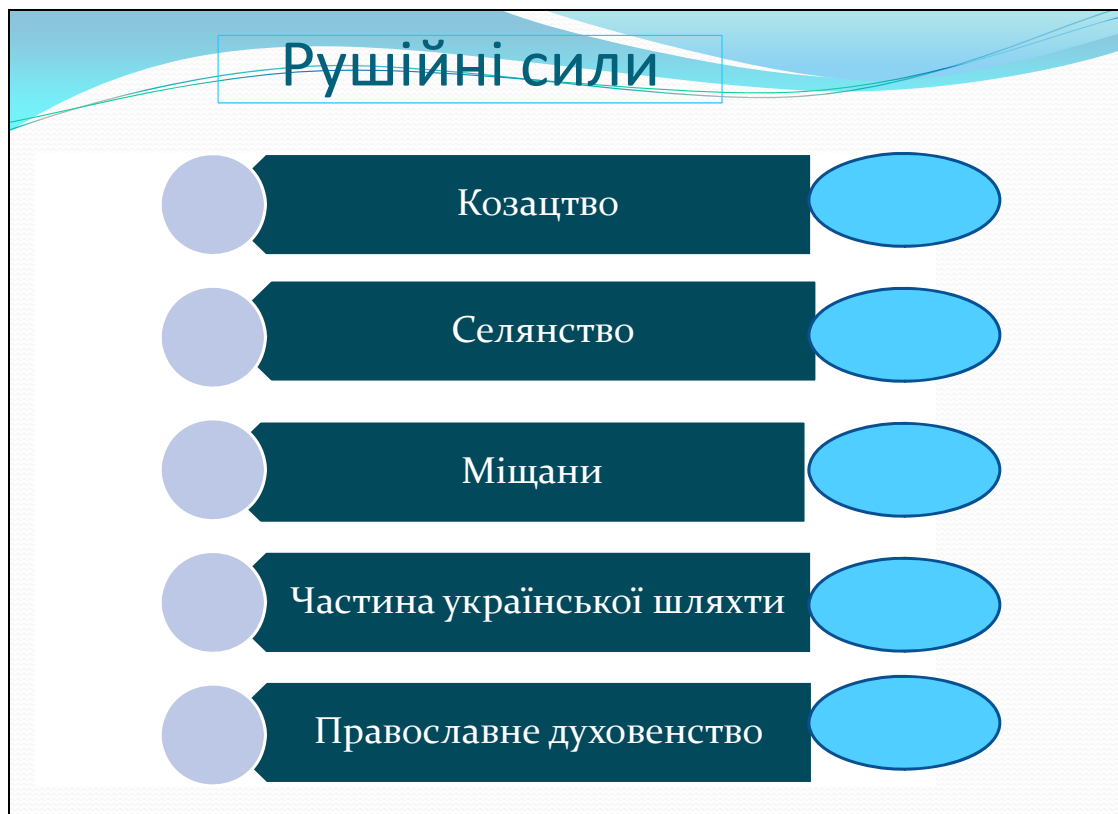 Рушійні сили
Козацтво
Селянство
Міщани
Частина української шляхти
Православне духовенство